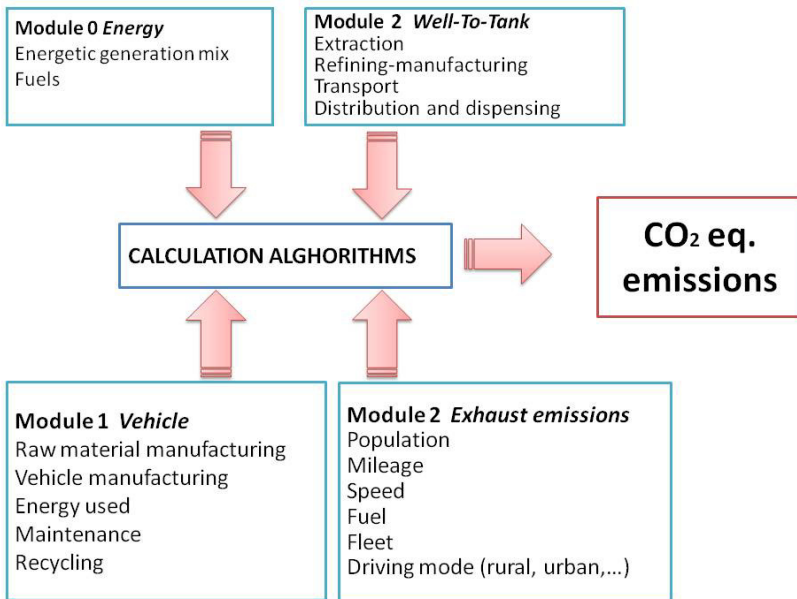 Module 0 Energy
Energetic generation mix
Fuels
Module 2 Well-To-Tank
Extraction
Refining-manufacturing
Transport
Distribution and dispensing
CALCULATION ALGHORITHMS
CO2 eq.
emissions
Module 1 Vehicle
Raw material manufacturing
Vehicle manufacturing
Energy used
Maintenance
Recycling
Module 2 Exhaust emissions
Population
Mileage
Speed
Fuel
Fleet
Driving mode (rural, urban,...)